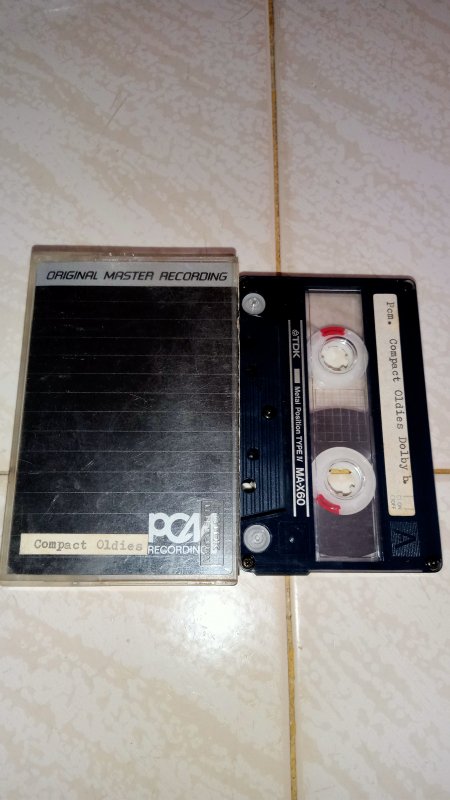 ORIGINAL MASTER RECORDING
PCM
RECORDING
Compact Oldies
Pcm. Compact Oldies Dolby b
TDK
Metal Position TYPE IV MA-X60
A